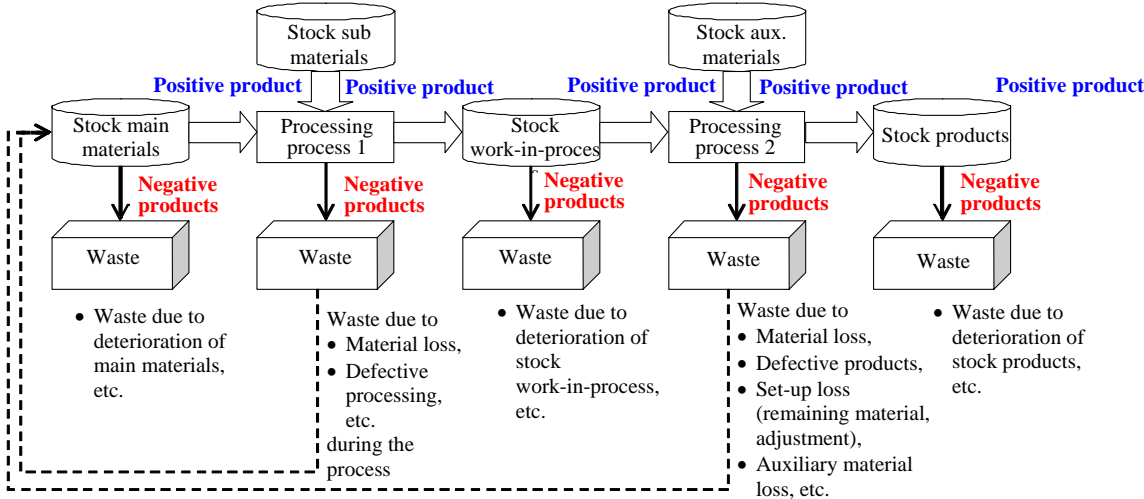 Stock sub
materials
Stock aux.
materials
Positive product
Positive product
Positive product
Positive product
Positive product
Stock main
materials
Processing
process 1
Stock
work-in-proces
Processing
process 2
Stock products
Negative
products
Negative
products
Negative
products
Negative
products
Negative
products
Waste
Waste
Waste
Waste
Waste
• Waste due to
deterioration of
main materials,
etc.
Waste due to
• Material loss,
• Defective
processing,
etc.
during the
process
• Waste due to
deterioration of
stock
work-in-process,
etc.
Waste due to
• Material loss,
• Defective products,
• Set-up loss
(remaining material,
adjustment),
• Auxiliary material
loss, etc.
• Waste due to
deterioration of
stock products,
etc.